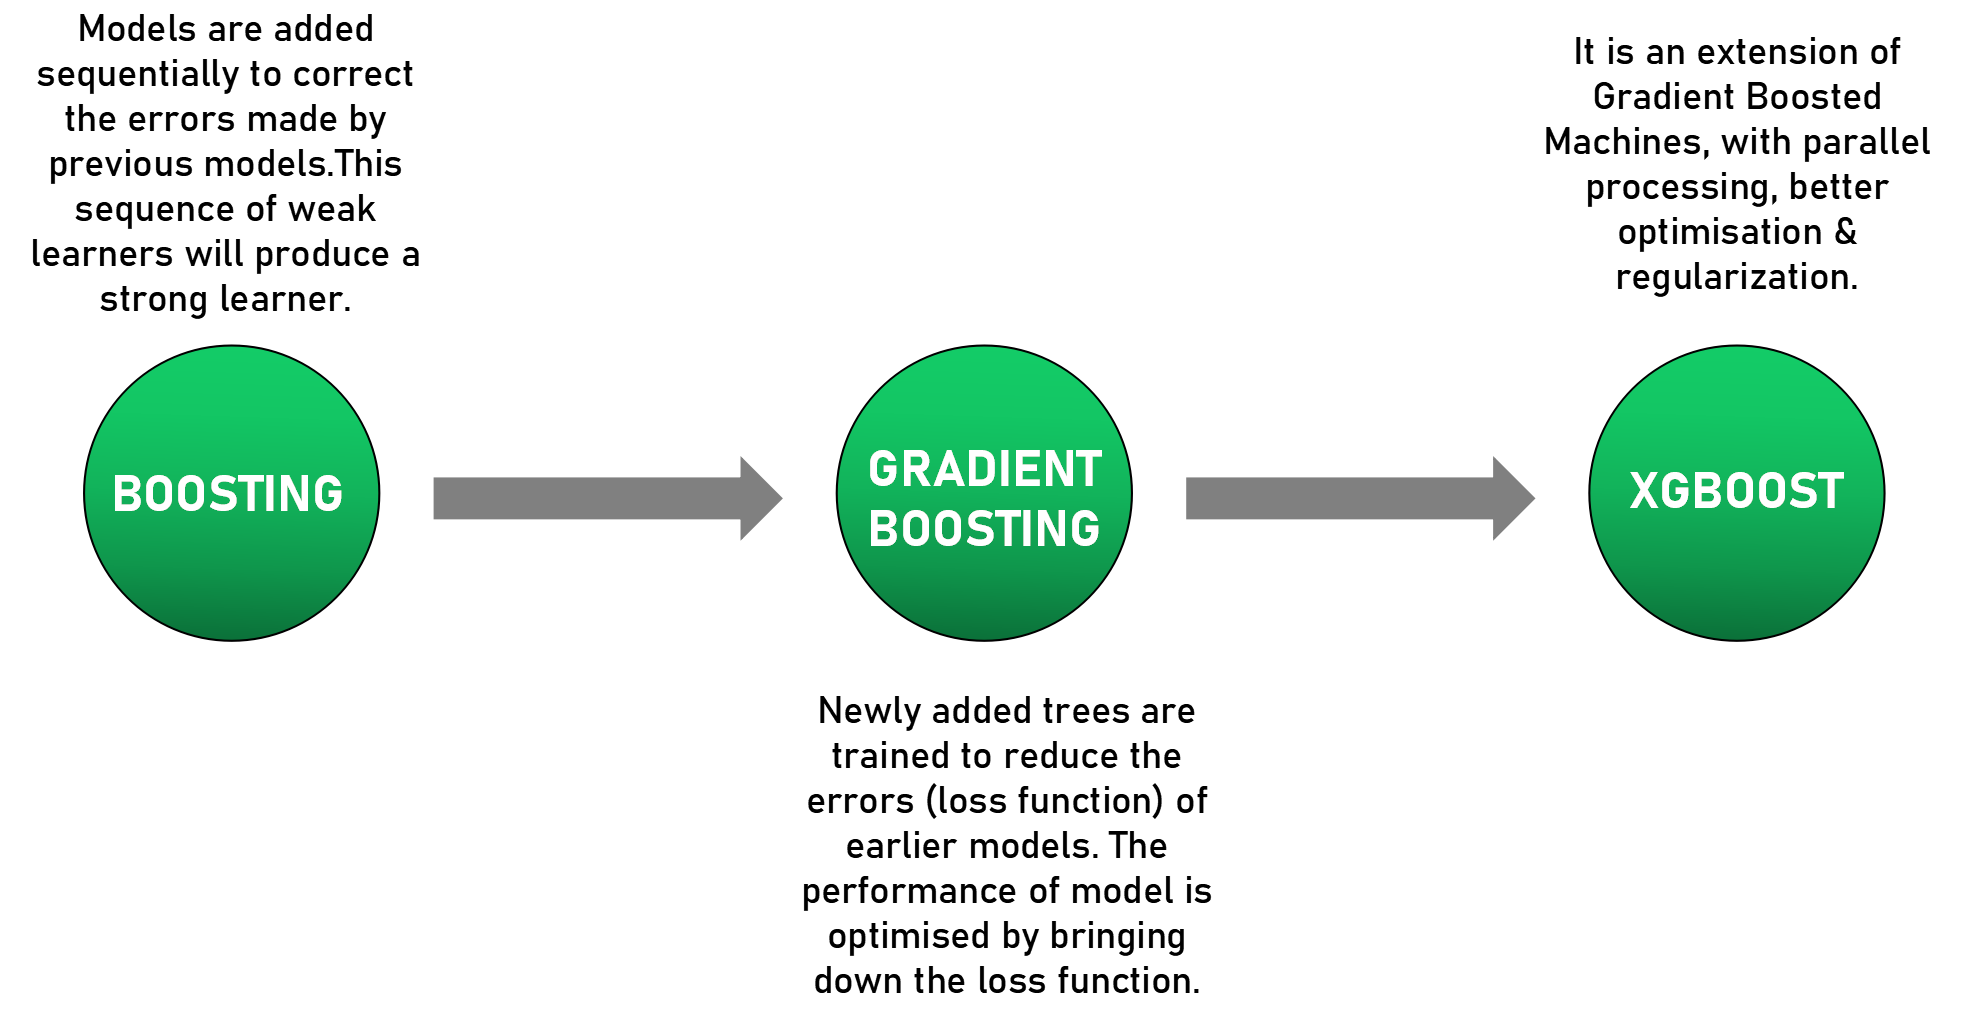 Models are added
sequentially to correct
the errors made by
previous models.This
sequence of weak
learners will produce a
strong learner.
BOOSTING
GRADIENT
BOOSTING
Newly added trees are
trained to reduce the
errors (loss function) of
earlier models. The
performance of model is
optimised by bringing
down the loss function.
It is an extension of
Gradient Boosted
Machines, with parallel
processing, better
optimisation &
regularization.
XGBOOST